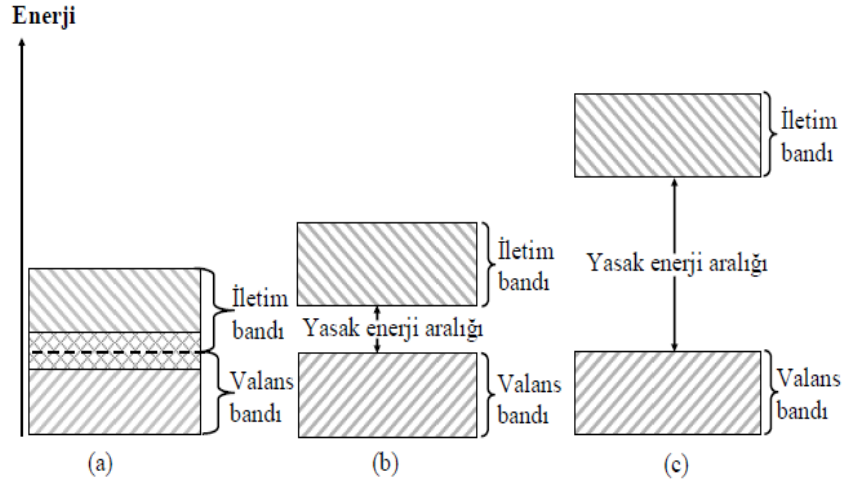 Enerji
İletim
bandı
Valans
bandı
(a)
İletim
bandı
Yasak enerji aralığı
Valans
bandı
(b)
İletim
bandı
Yasak enerji aralığı
Valans
bandı
(c)